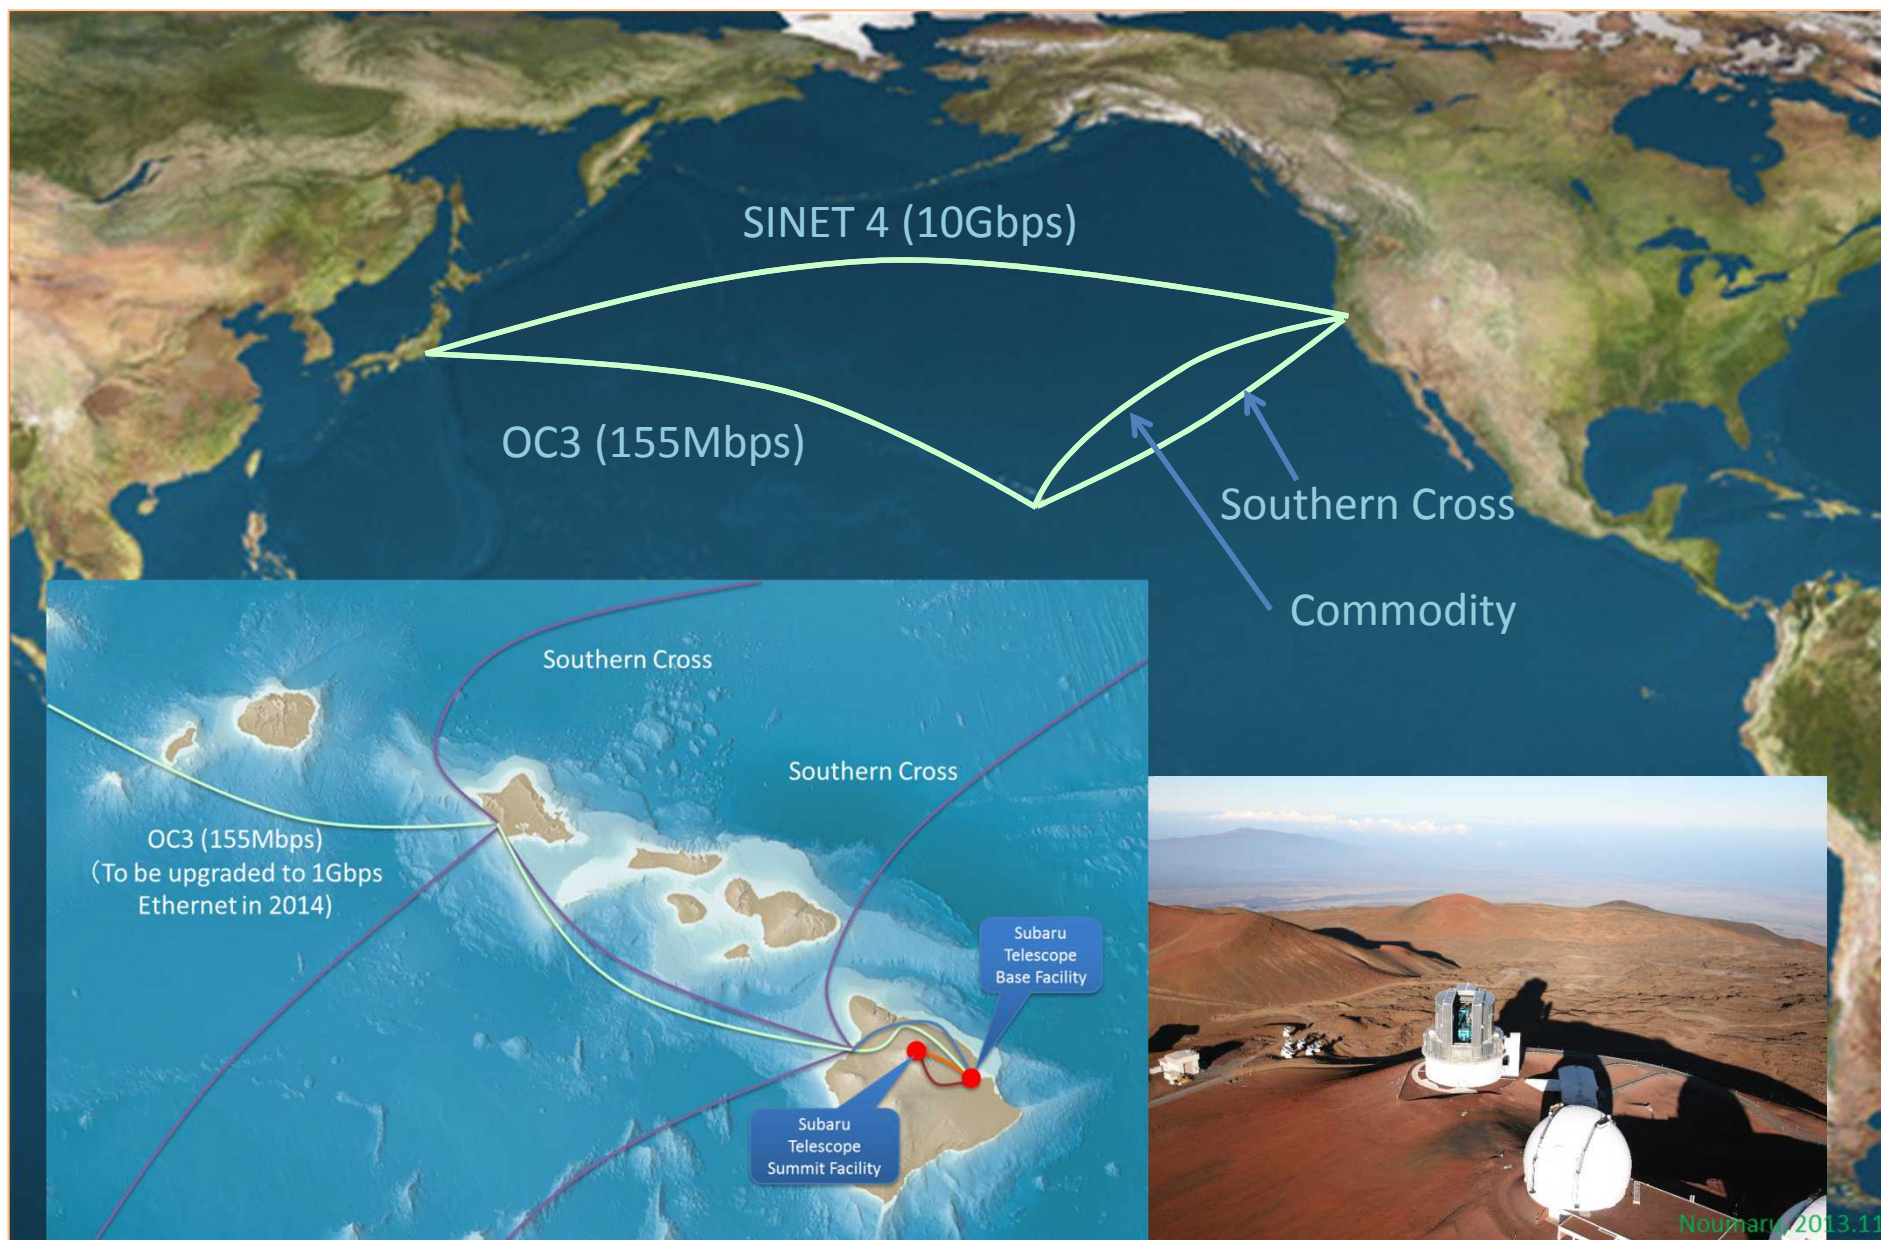 SINET 4 (10Gbps)
OC3 (155Mbps)
Southern Cross
Commodity
Southern Cross
Southern Cross
OC3 (155Mbps)
(To be upgraded to 1Gbps
Ethernet in 2014)
Subaru
Telescope
Base Facility
Subaru
Telescope
Summit Facility
Noumaru, 2013.11